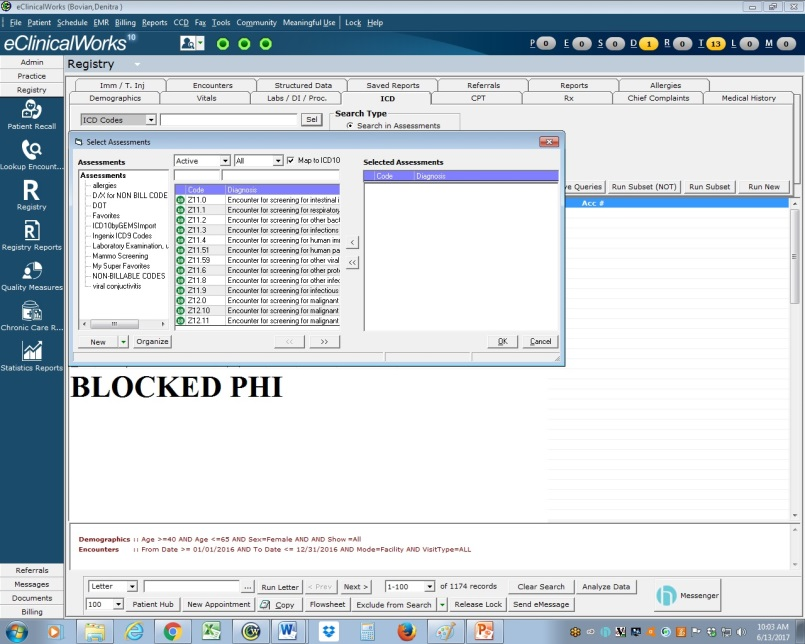 eClinicalWorks (Bovian,Denitra )
File Patient Schedule EMR Billing Reports CCD Fax Tools Community Meaningful Use Lock Help
eClinicalWorks 10
P 0 E 0 S 0 D 1 R 0 T 13 L 0 M 0
Admin
Practice
Registry
Patient Recall
Lookup Encount...
Registry
Registry Reports
Quality Measures
Chronic Care R...
Statistics Reports
Referrals
Messages
Documents
Billing
Registry
Imm / T. Inj Encounters Structured Data Saved Reports Referrals Reports Allergies
Demographics Vitals Labs / DI / Proc. ICD CPT Rx Chief Complaints Medical History
ICD Codes Sel
Search Type
Search in Assessments
ve Queries Run Subset (NOT) Run Subset Run New
Acc #
Select Assessments
Assessments
Active All Map to ICD10
Selected Assessments
Assessments
allergies
D/X for NON BILL CODE
DOT
Favorites
ICD10byGEMSImport
Ingenix ICD9 Codes
Laboratory Examination, u
Mammo Screening
My Super Favorites
NON-BILLABLE CODES
viral conjuctivitis
Code Diagnosis
Z11.0 Encounter for screening for intestinal i
Z11.1 Encounter for screening for respiratory
Z11.2 Encounter for screening for other bact
Z11.3 Encounter for screening for infections
Z11.4 Encounter for screening for human im
Z11.51 Encounter for screening for human pa
Z11.59 Encounter for screening for other viral
Z11.6 Encounter for screening for other proto
Z11.8 Encounter for screening for other infec
Z11.9 Encounter for screening for infectious
Z12.0 Encounter for screening for malignant
Z12.10 Encounter for screening for malignant
Z12.11 Encounter for screening for malignant
<
<<
Code Diagnosis
New Organize << >> OK Cancel
BLOCKED PHI
Demographics :: Age >=40 AND Age <=65 AND Sex=Female AND AND Show =All
Encounters :: From Date >= 01/01/2016 AND To Date <= 12/31/2016 AND Mode=Facility AND VisitType=ALL
Letter ... Run Letter < Prev Next > 1-100 of 1174 records Clear Search Analyze Data
Messenger
100 Patient Hub New Appointment Copy Flowsheet Exclude from Search Release Lock Send eMessage
10:03 AM
6/13/2017